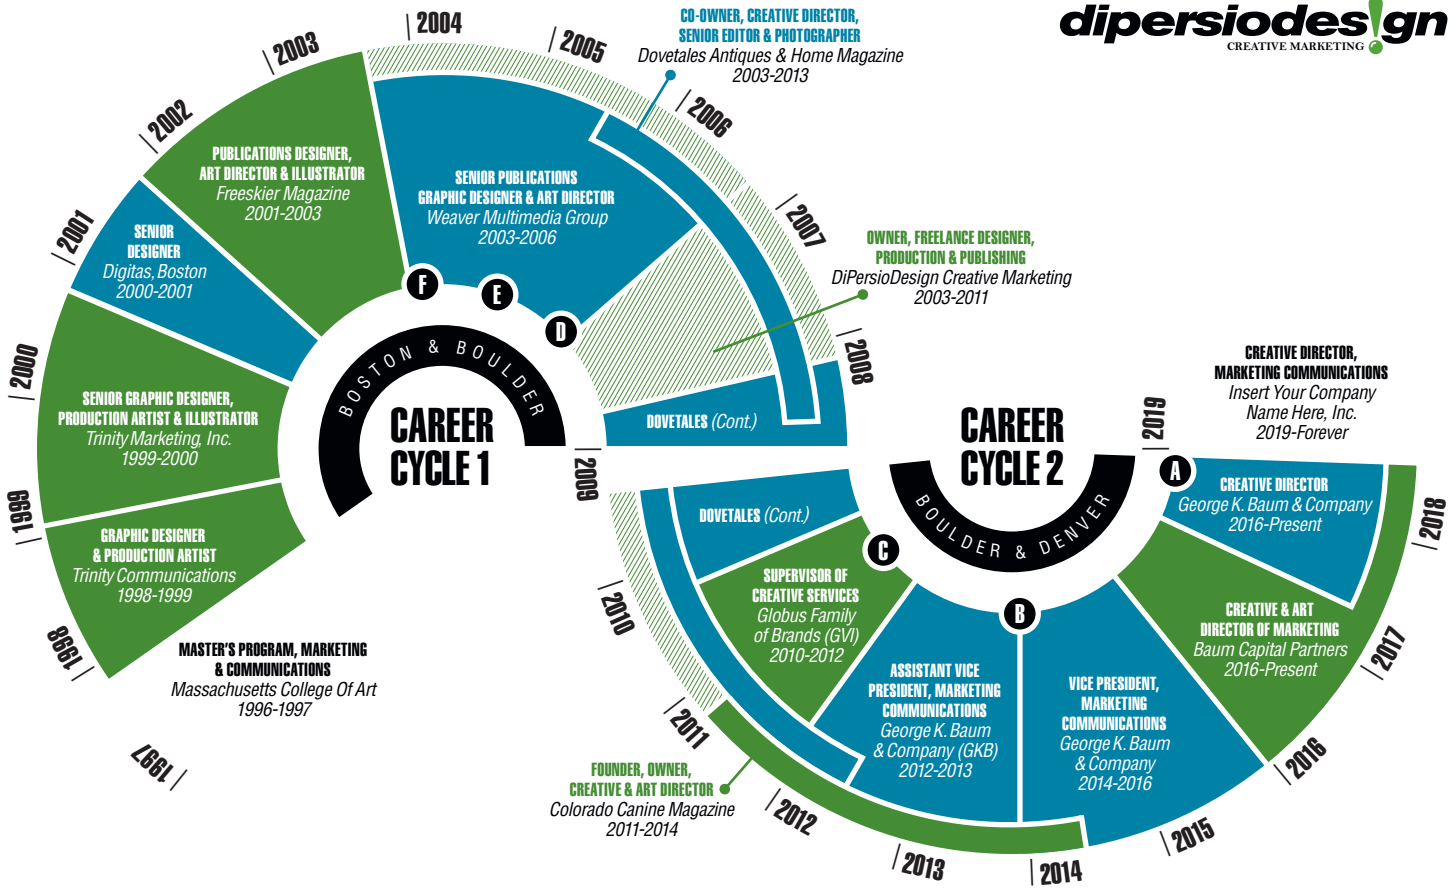 dipersiodes!gn
CREATIVE MARKETING
CO-OWNER, CREATIVE DIRECTOR,
SENIOR EDITOR & PHOTOGRAPHER
Dovetales Antiques & Home Magazine
2003-2013
2004
2005
2003
2006
2002
2007
2001
2008
2000
2009
1999
1998
1997
PUBLICATIONS DESIGNER,
ART DIRECTOR & ILLUSTRATOR
Freeskier Magazine
2001-2003
SENIOR PUBLICATIONS
GRAPHIC DESIGNER & ART DIRECTOR
Weaver Multimedia Group
2003-2006
SENIOR
DESIGNER
Digitas, Boston
2000-2001
OWNER, FREELANCE DESIGNER,
PRODUCTION & PUBLISHING
DiPersioDesign Creative Marketing
2003-2011
F
E
D
BOSTON & BOULDER
CAREER
CYCLE 1
SENIOR GRAPHIC DESIGNER,
PRODUCTION ARTIST & ILLUSTRATOR
Trinity Marketing, Inc.
1999-2000
DOVETALES (Cont.)
GRAPHIC DESIGNER
& PRODUCTION ARTIST
Trinity Communications
1998-1999
MASTER'S PROGRAM, MARKETING
& COMMUNICATIONS
Massachusetts College Of Art
1996-1997
CREATIVE DIRECTOR,
MARKETING COMMUNICATIONS
Insert Your Company
Name Here, Inc.
2019-Forever
2019
CAREER
CYCLE 2
BOULDER & DENVER
A
B
C
CREATIVE DIRECTOR
George K. Baum & Company
2016-Present
DOVETALES (Cont.)
SUPERVISOR OF
CREATIVE SERVICES
Globus Family
of Brands (GVI)
2010-2012
CREATIVE & ART
DIRECTOR OF MARKETING
Baum Capital Partners
2016-Present
ASSISTANT VICE
PRESIDENT, MARKETING
COMMUNICATIONS
George K. Baum
& Company (GKB)
2012-2013
VICE PRESIDENT,
MARKETING
COMMUNICATIONS
George K. Baum
& Company
2014-2016
FOUNDER, OWNER,
CREATIVE & ART DIRECTOR
Colorado Canine Magazine
2011-2014
2010
2011
2012
2013
2014
2015
2016
2017
2018